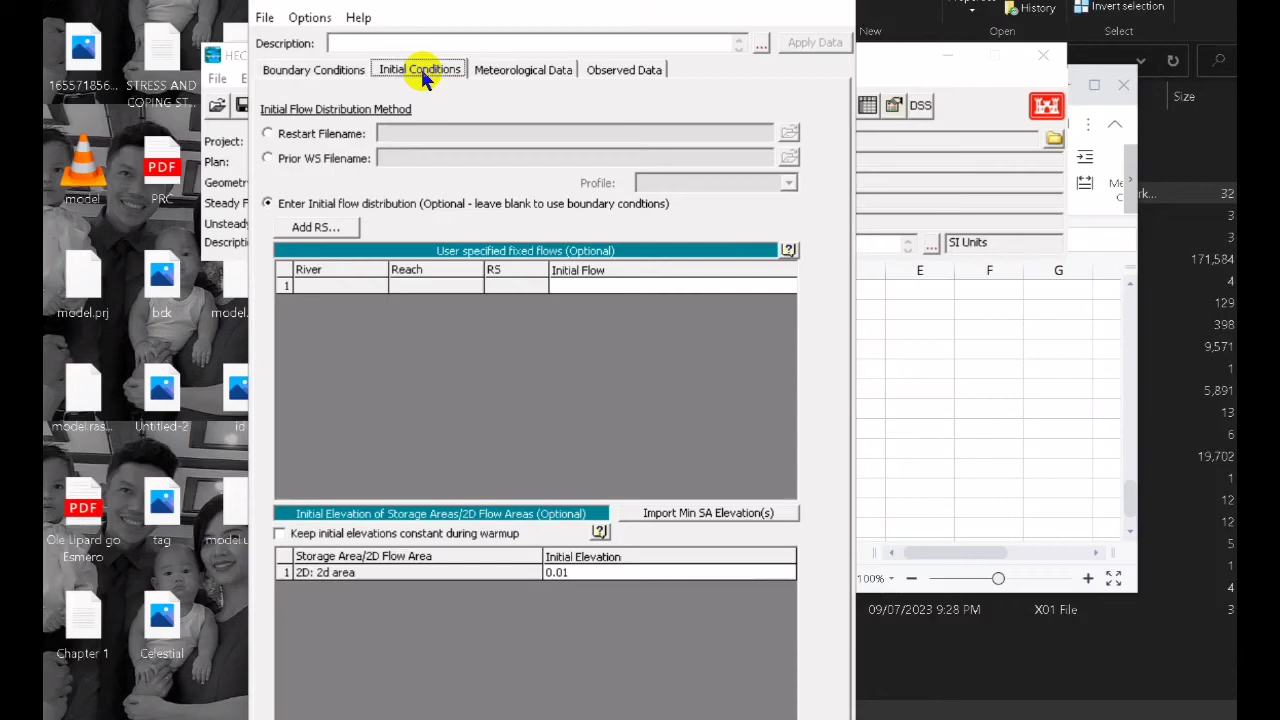 File Options Help
History
Insert selection
New
Open
Select
Description:
...
Apply Data
HEC
Boundary Conditions
Initial Conditions
Meteorological Data
Observed Data
File
Size
165571856...
STRESS AND COPING ST...
Initial Flow Distribution Method
DSS
Restart Filename:
Project:
Prior WS Filename:
Plan:
Profile:
Geometry
Steady F
Enter Initial flow distribution (Optional - leave blank to use boundary condtions)
Unsteady
Add RS...
Descriptio
SI Units
User specified fixed flows (Optional)
River Reach RS Initial Flow
1
PDF
model
PRC
model.prj
bck
model.
model.ras...
Untitled-2
id
PDF
Ole Lipard go Esmero
tag
model.u
Chapter 1
Celestial
Initial Elevation of Storage Areas/2D Flow Areas (Optional)
Import Min SA Elevation(s)
Keep initial elevations constant during warmup
Storage Area/2D Flow Area Initial Elevation
1 2D: 2d area 0.01
E F G
100%
09/07/2023 9:28 PM
X01 File
rk...
32
3
3
171,584
4
129
398
9,571
1
5,891
13
6
19,702
12
12
5
1
4
3